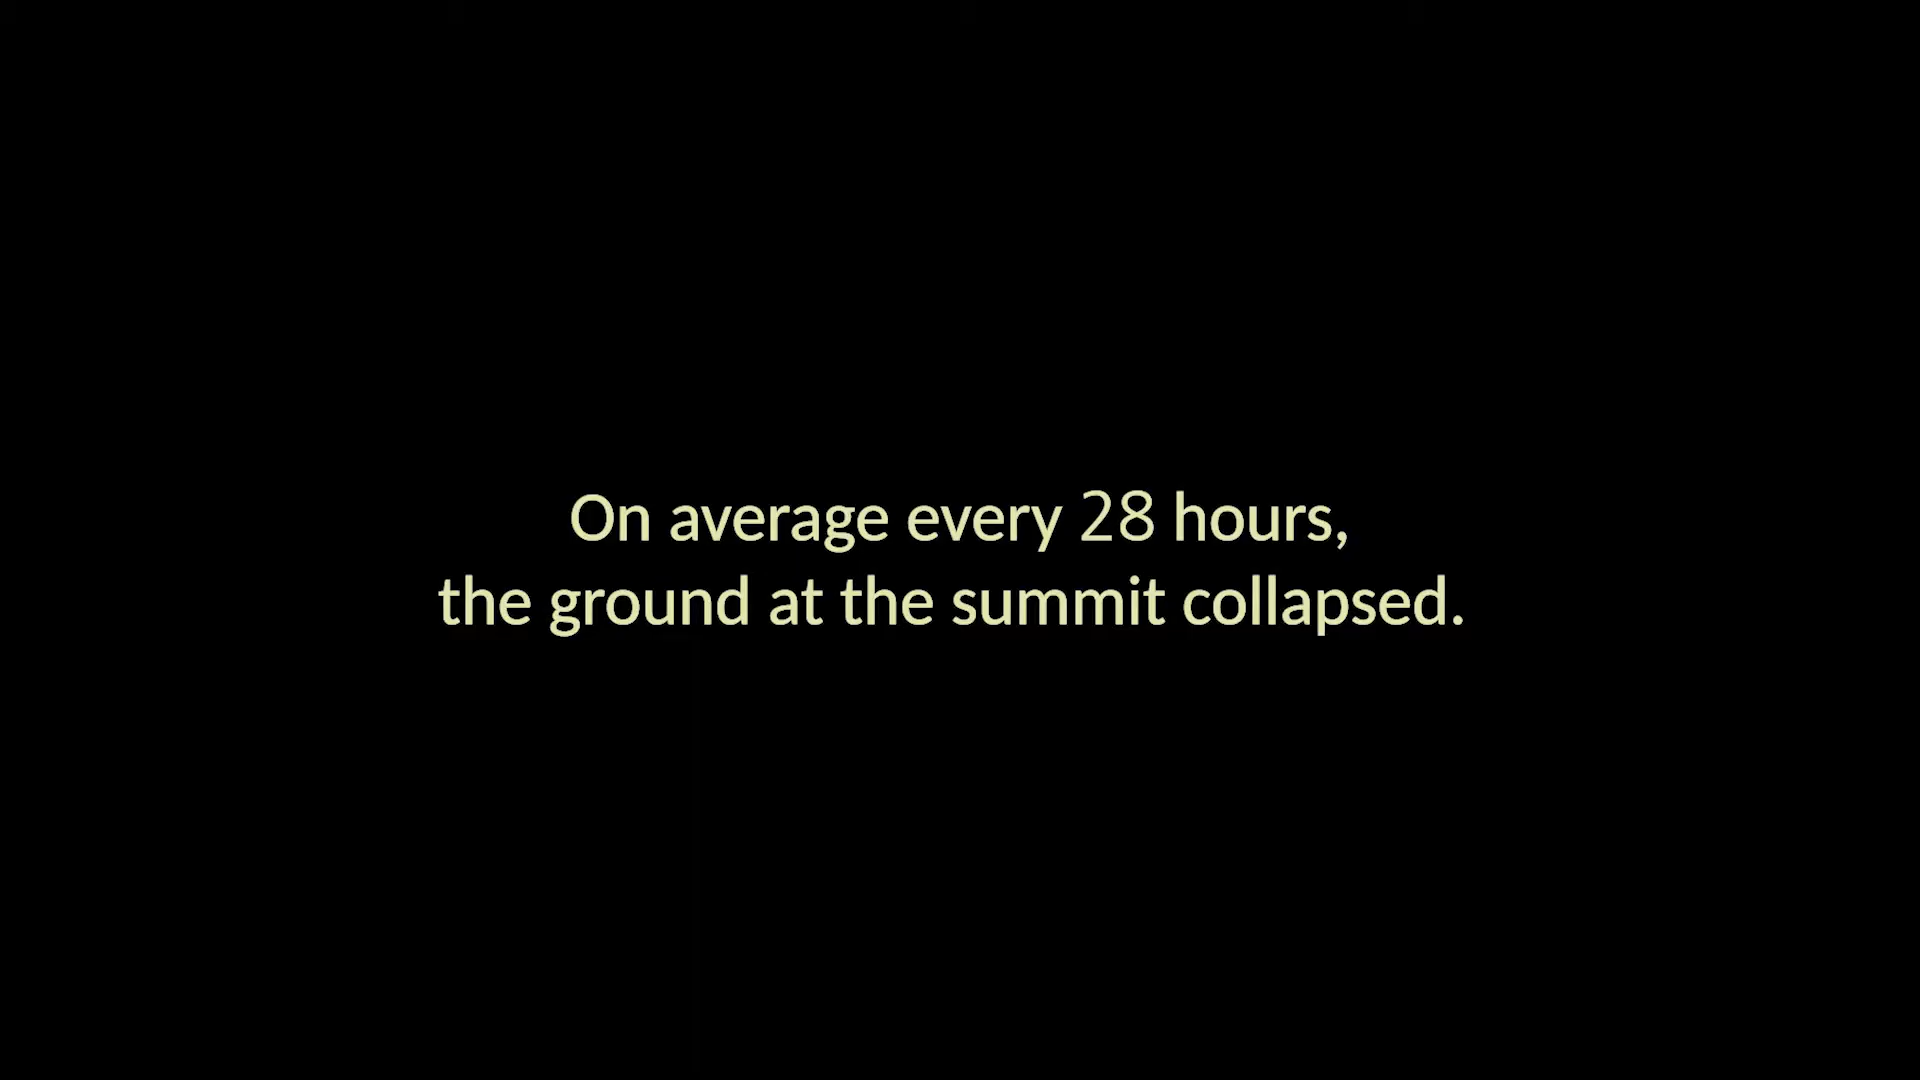 On average every 28 hours,
the ground at the summit collapsed.